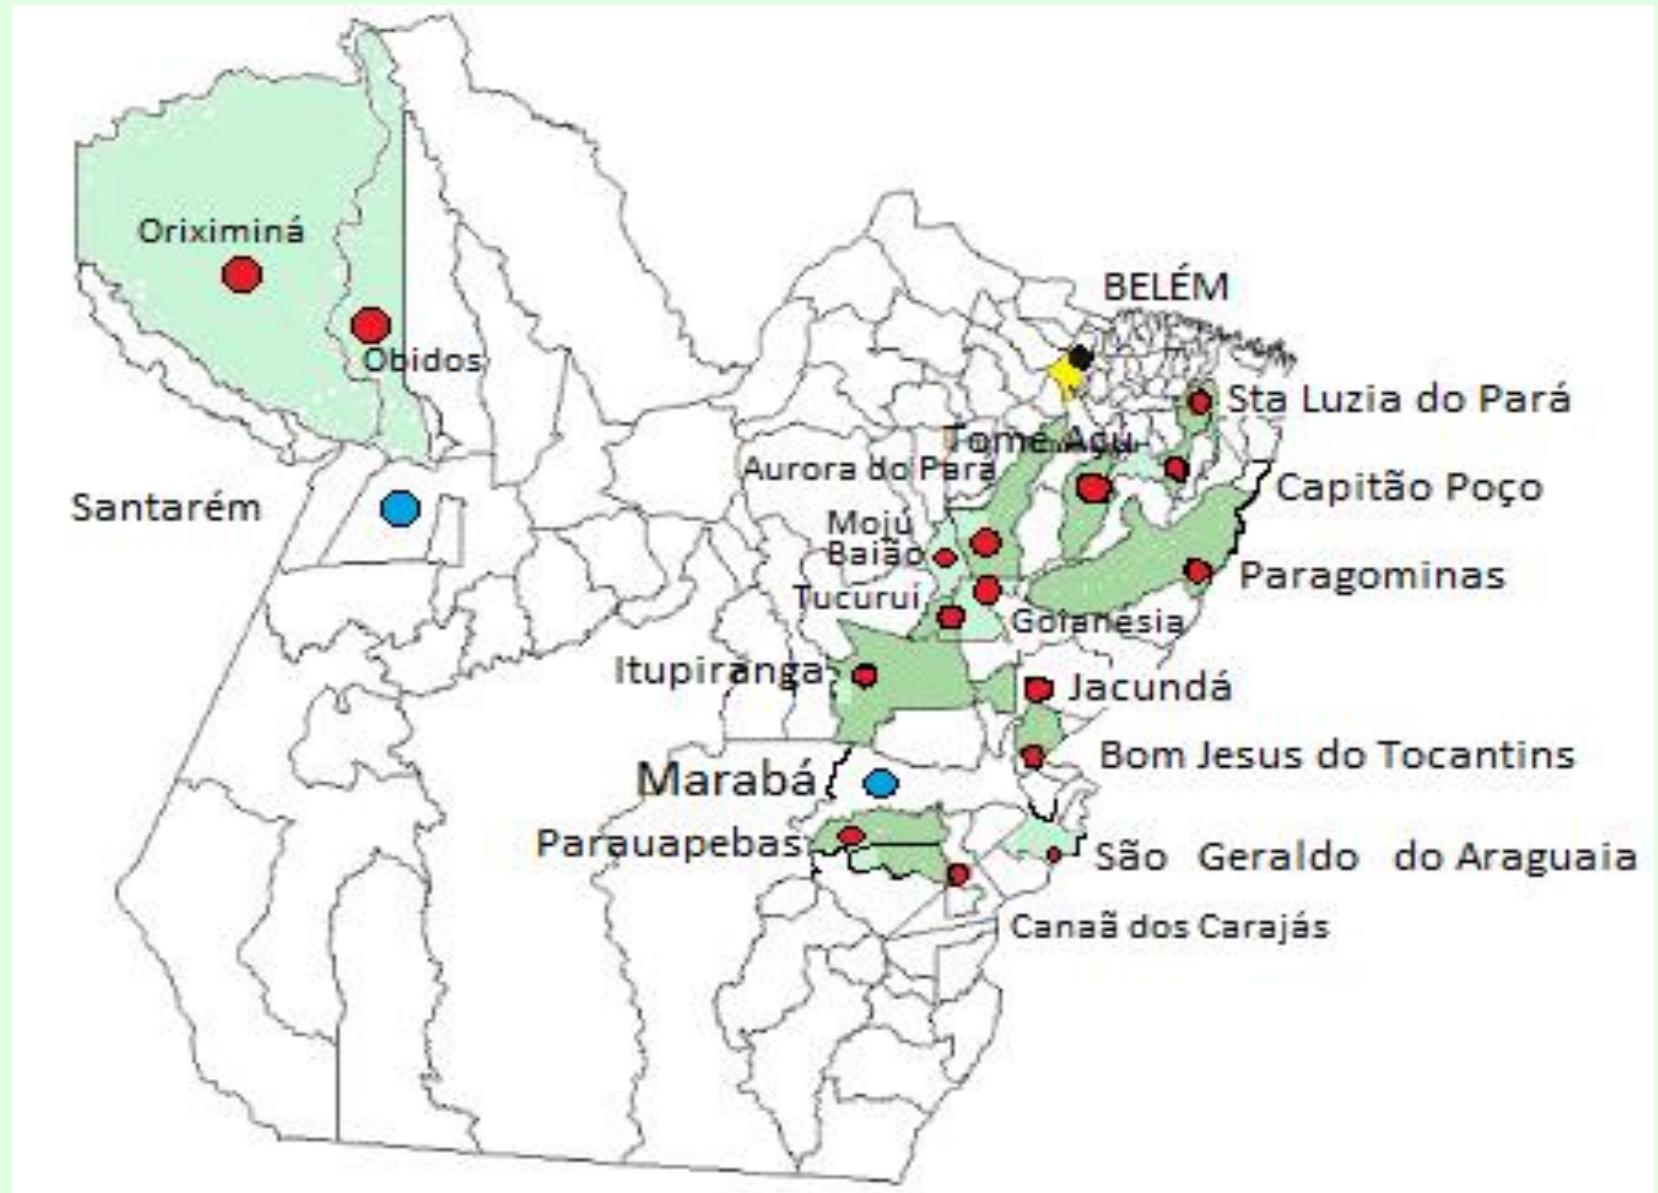 Oriximiná
BELÉM
Obidos
Sta Luzia do Pará
Tome Açu
Aurora do Pará
Capitão Poço
Santarém
Mojú
Baião
Paragominas
Tucuruí
Goianesia
Itupiranga
Jacundá
Bom Jesus do Tocantins
Marabá
Parauapebas
São Geraldo do Araguaia
Canaã dos Carajás